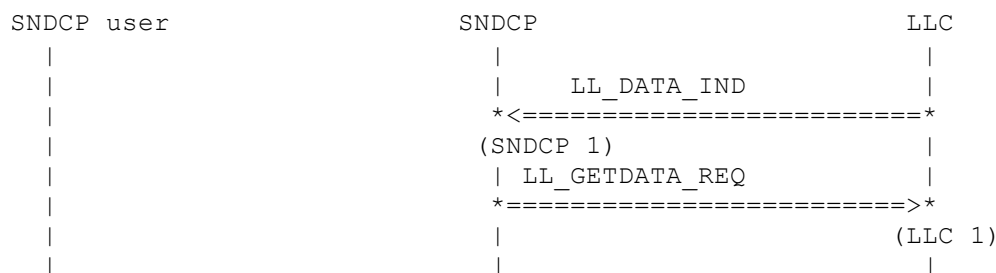 SNDCP user SNDCP LLC
| | |
| | LL_DATA_IND |
| *<=========================*
| (SNDCP 1) |
| | LL_GETDATA_REQ |
| *=========================>*
| | (LLC 1)
| | |